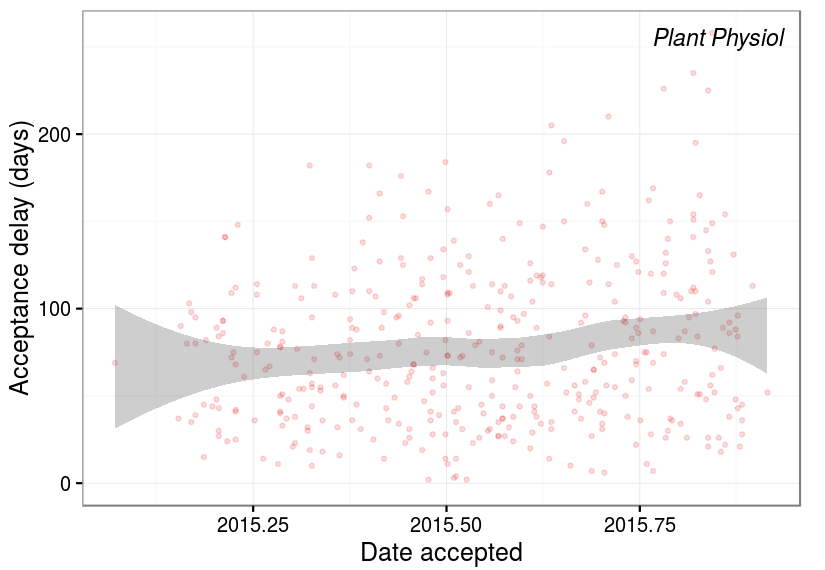 Plant Physiol
Acceptance delay (days)
200
100
0
2015.25 2015.50 2015.75
Date accepted